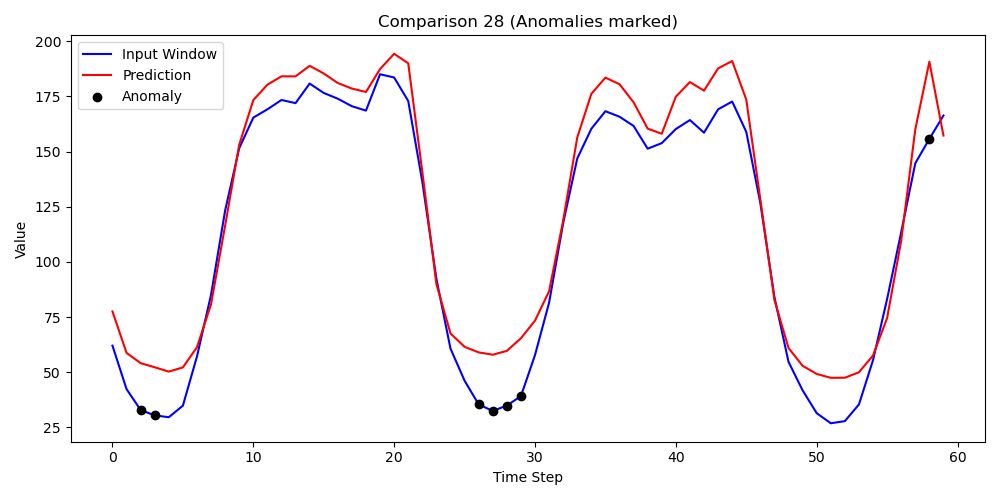 Comparison 28 (Anomalies marked)
Input Window
Prediction
Anomaly
Value
200
175
150
125
100
75
50
25
0 10 20 30 40 50 60
Time Step